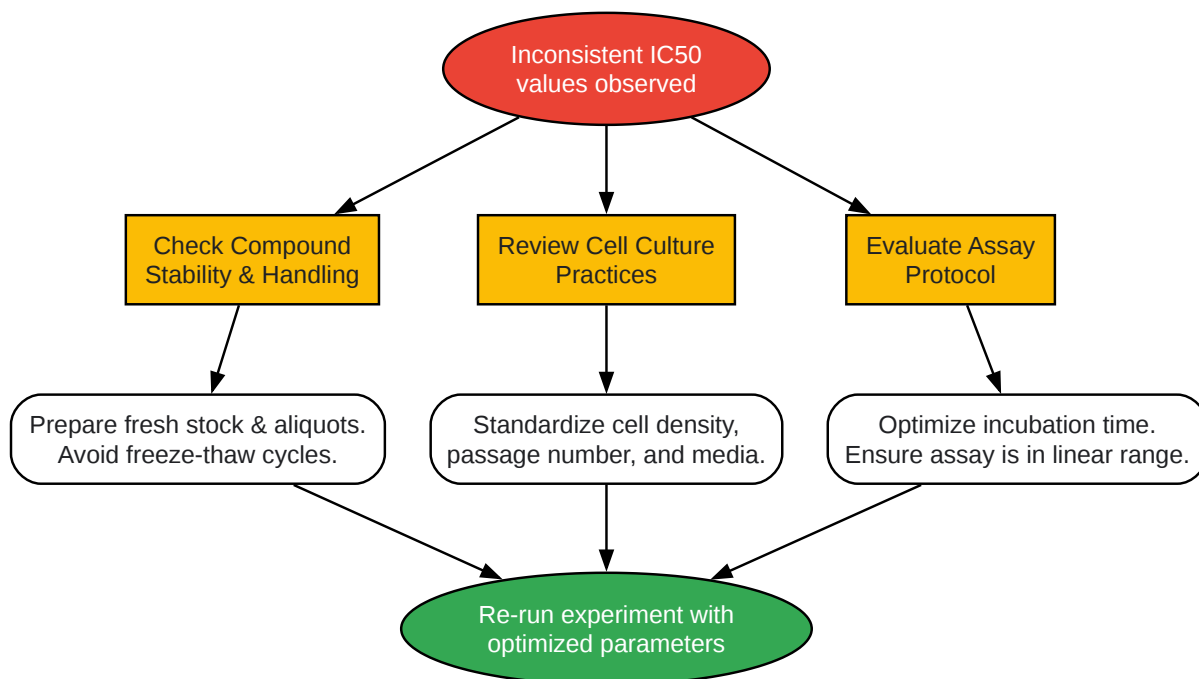 Inconsistent IC50
values observed
Check Compound
Stability & Handling
Review Cell Culture
Practices
Evaluate Assay
Protocol
Prepare fresh stock & aliquots.
Avoid freeze-thaw cycles.
Standardize cell density,
passage number, and media.
Optimize incubation time.
Ensure assay is in linear range.
Re-run experiment with
optimized parameters